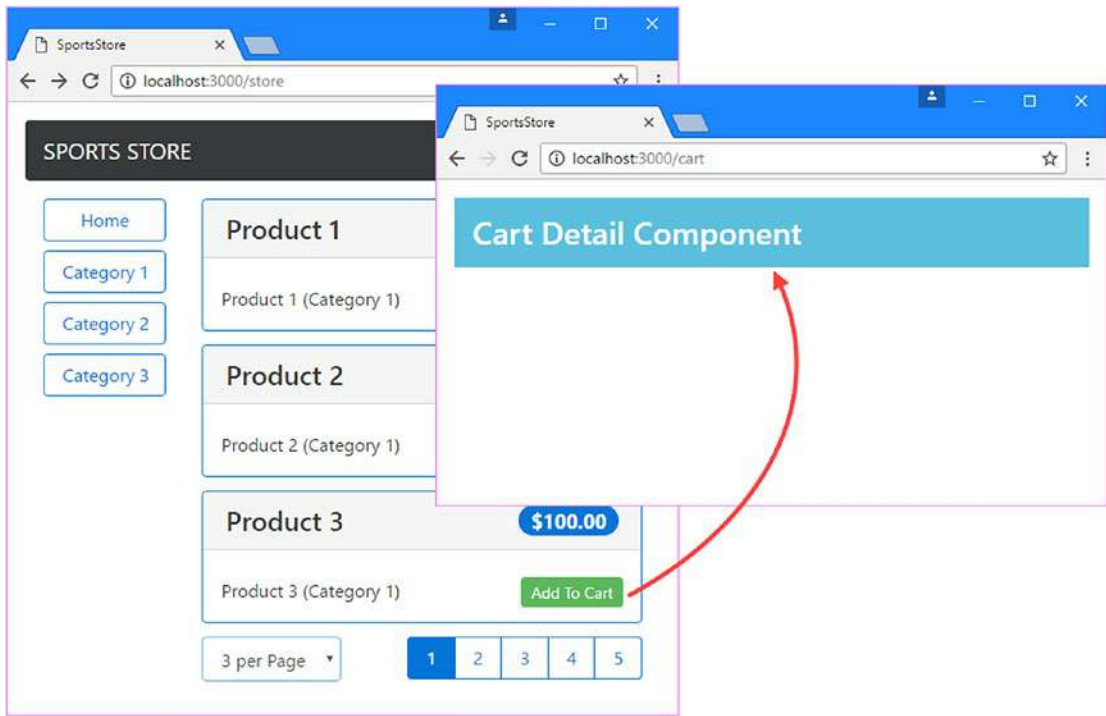 SportsStore
localhost:3000/store
SPORTS STORE
Home
Category 1
Category 2
Category 3
Product 1
Product 1 (Category 1)
Product 2
Product 2 (Category 1)
Product 3
$100.00
Product 3 (Category 1)
Add To Cart
3 per Page
1 2 3 4 5
SportsStore
localhost:3000/cart
Cart Detail Component